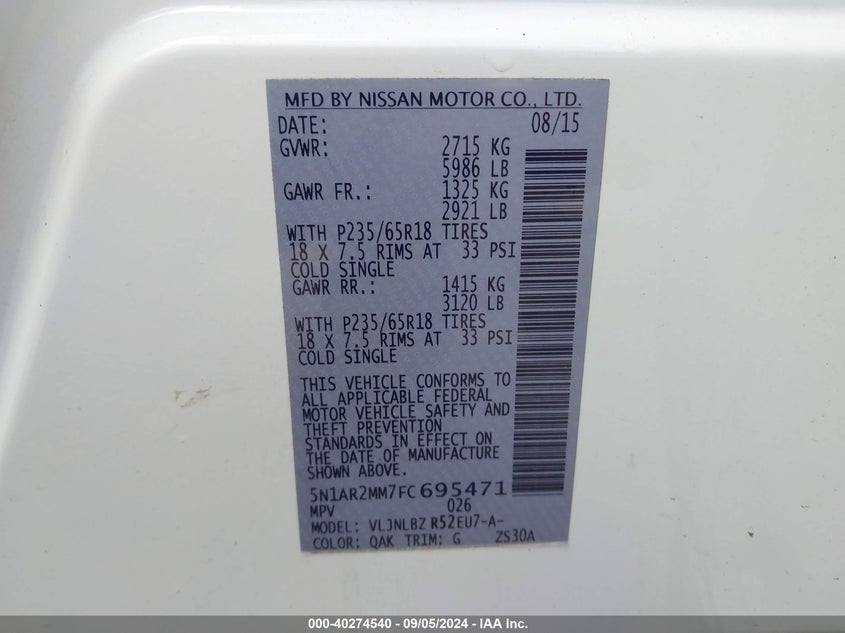 MFD BY NISSAN MOTOR CO., LTD.
DATE: 08/15
GVWR: 2715 KG
5986 LB
GAWR FR.: 1325 KG
2921 LB
WITH P235/65R18 TIRES
18 X 7.5 RIMS AT 33 PSI
COLD SINGLE
GAWR RR.: 1415 KG
3120 LB
WITH P235/65R18 TIRES
18 X 7.5 RIMS AT 33 PSI
COLD SINGLE
THIS VEHICLE CONFORMS TO
ALL APPLICABLE FEDERAL
MOTOR VEHICLE SAFETY AND
THEFT PREVENTION
STANDARDS IN EFFECT ON
THE DATE OF MANUFACTURE
SHOWN ABOVE.
5N1AR2MM7FC695471
MPV 026
MODEL: VLJNLBZ R52EU7-A-
COLOR: QAK TRIM: G ZS30A
000-40274540 - 09/05/2024 - IAA Inc.